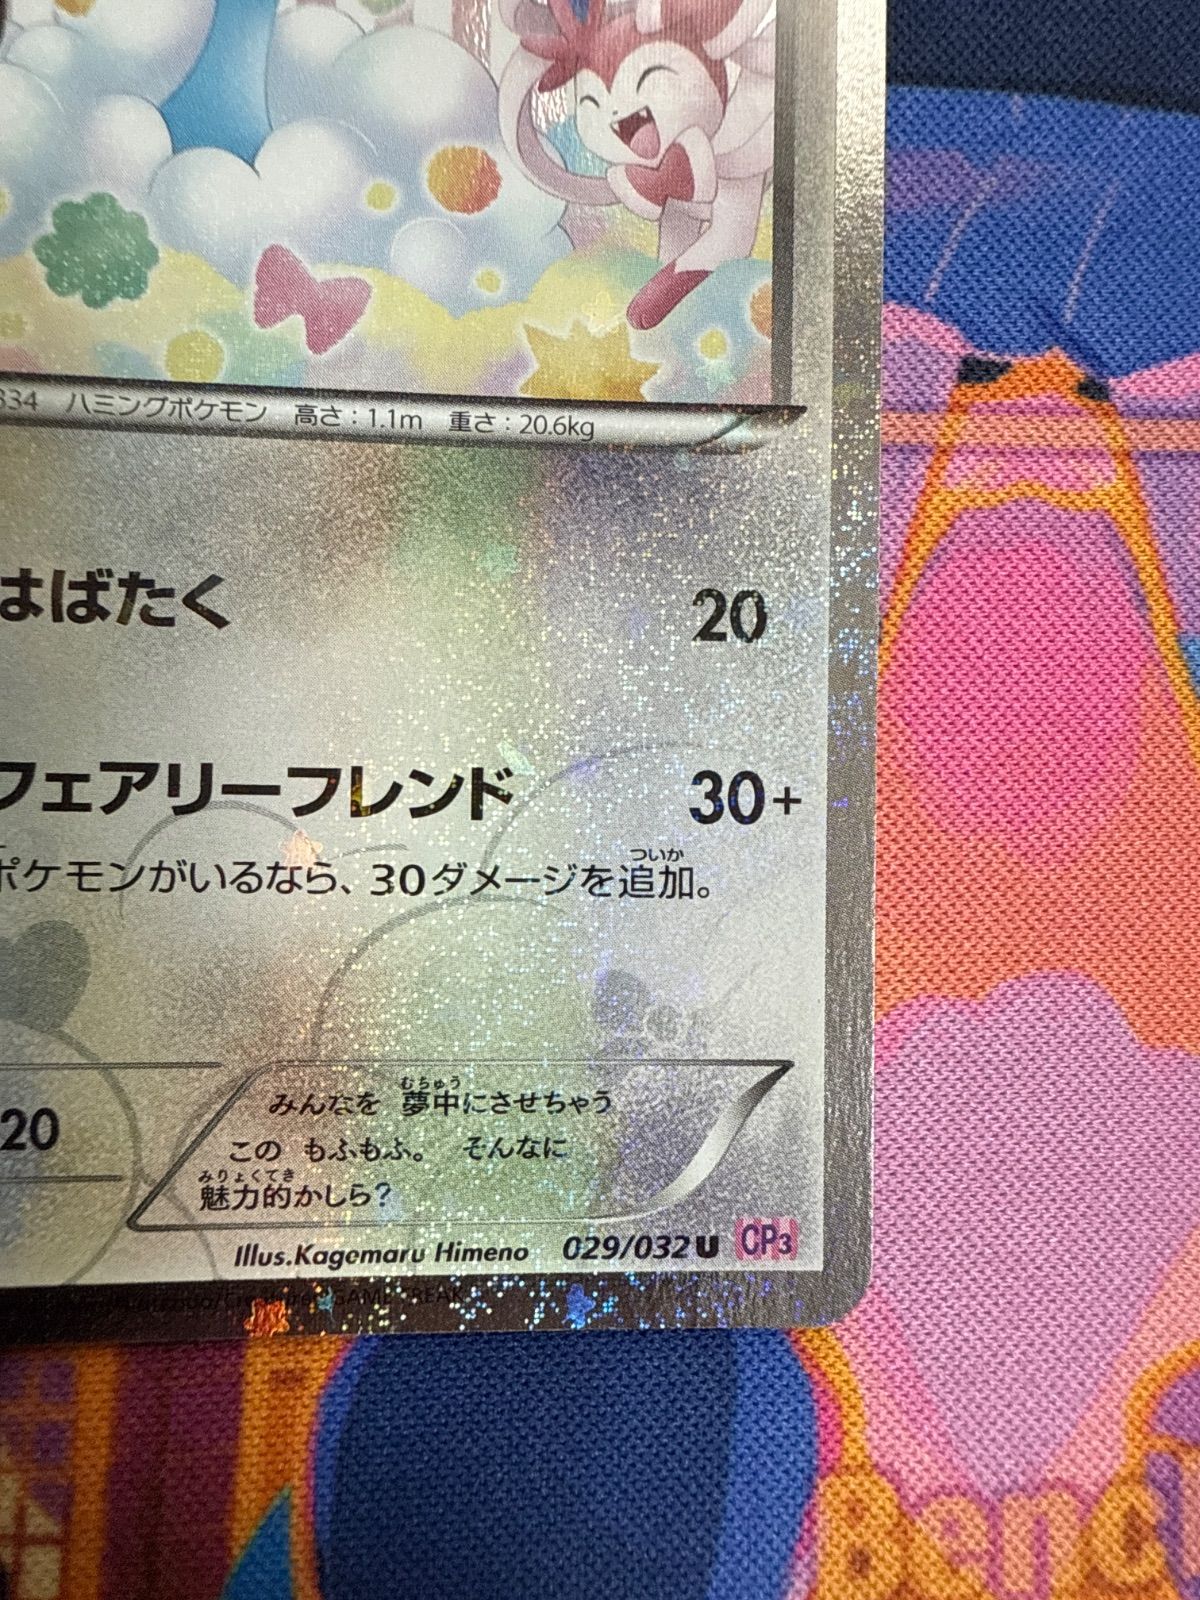 334 ハミングポケモン 高さ : 1.1m 重さ : 20.6kg
はばたく 20
フェアリーフレンド 30+
ついか
ポケモンがいるなら、30ダメージを追加。
むちゅう
みんなを 夢中にさせちゃう
この もふもふ。 そんなに
みりょくてき
魅力的かしら?
20
Illus.Kagemaru Himeno 029/032 U CP3
GAME FREAK